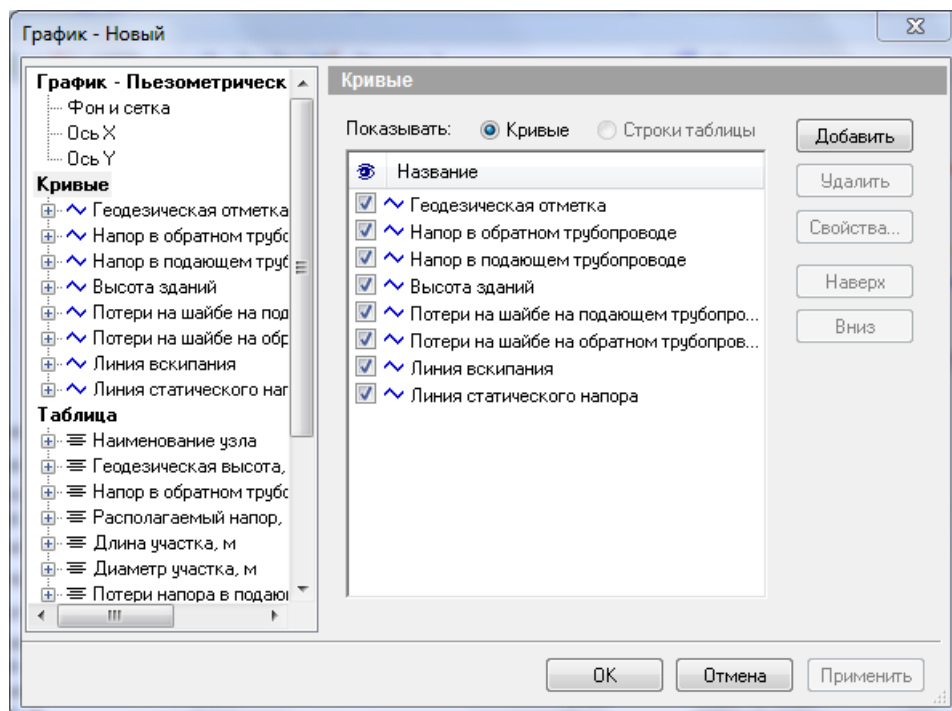 График - Новый
График - Пьезометрическ
Фон и сетка
Ось X
Ось Y
Кривые
Геодезическая отметка
Напор в обратном трубо
Напор в подающем труб
Высота зданий
Потери на шайбе на под
Потери на шайбе на обр
Линия вскипания
Линия статического нап
Таблица
Наименование узла
Геодезическая высота,
Напор в обратном трубо
Располагаемый напор,
Длина участка, м
Диаметр участка, м
Потери напора в подаю
Кривые
Показывать: Кривые Строки таблицы
Название
Геодезическая отметка
Напор в обратном трубопроводе
Напор в подающем трубопроводе
Высота зданий
Потери на шайбе на подающем трубопро...
Потери на шайбе на обратном трубопров...
Линия вскипания
Линия статического напора
Добавить
Удалить
Свойства...
Наверх
Вниз
OK Отмена Применить